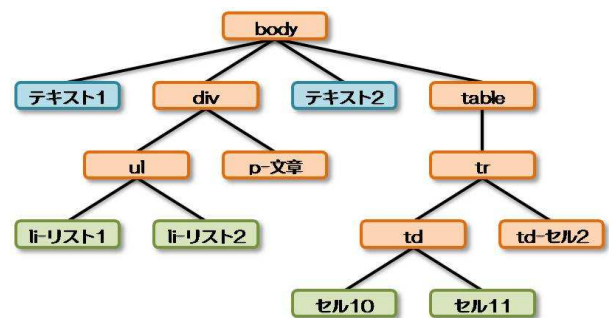 body
テキスト1
div
テキスト2
table
ul
p-文章
tr
li-リスト1
li-リスト2
td
td-セル2
セル10
セル11